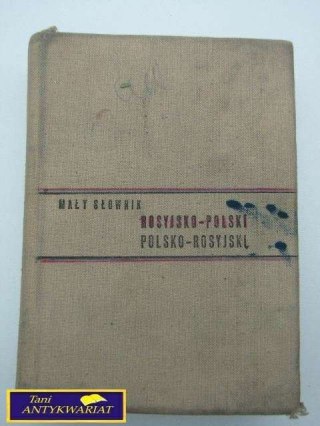 MAŁY SŁOWNIK
ROSYJSKO-POLSKI
POLSKO-ROSYJSKI
Tani
ANTYKWARIAT